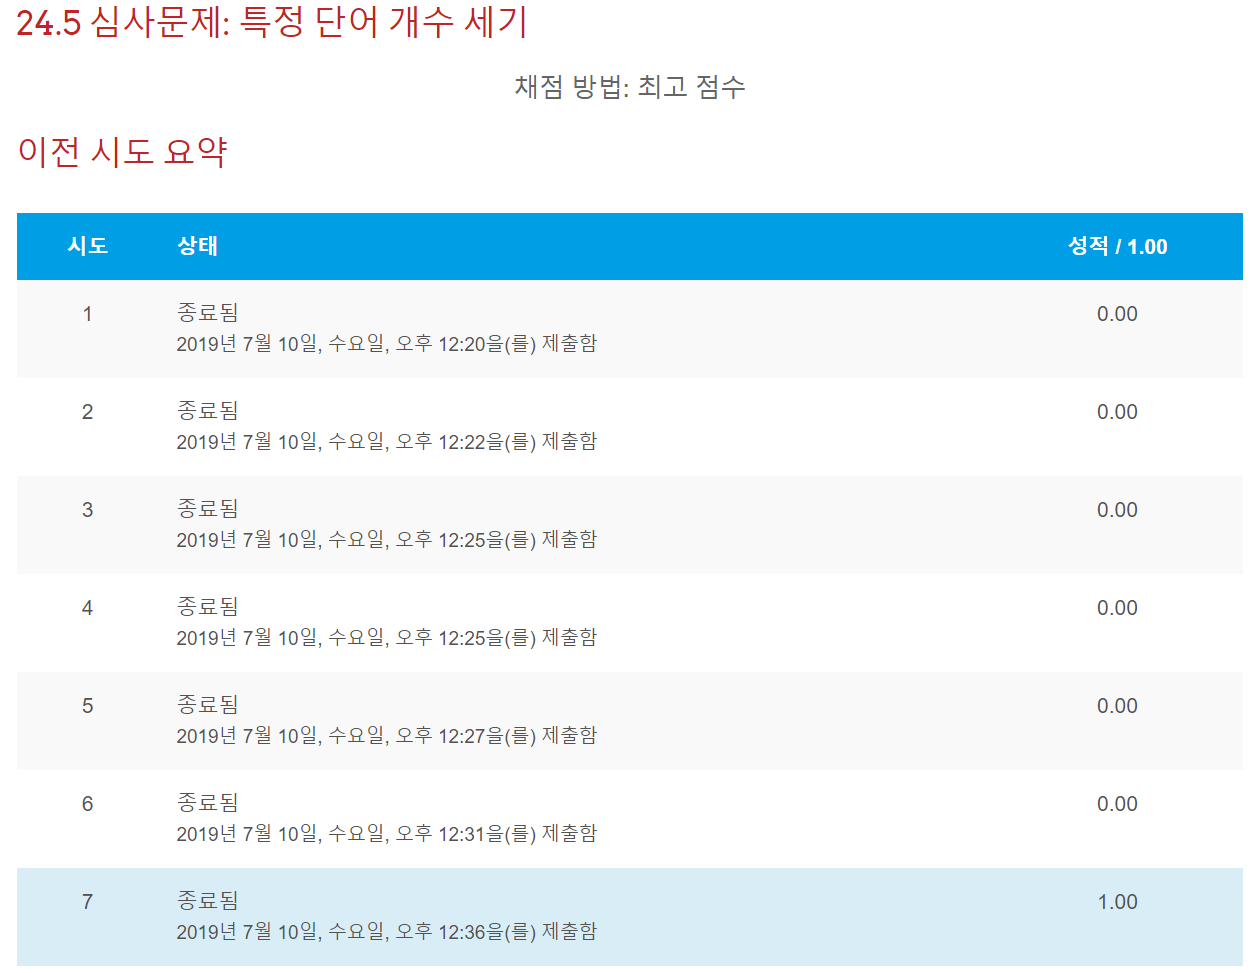 24.5 심사문제: 특정 단어 개수 세기
채점 방법: 최고 점수
이전 시도 요약
시도 상태 성적 / 1.00
1 종료됨 0.00
2019년 7월 10일, 수요일, 오후 12:20을(를) 제출함
2 종료됨 0.00
2019년 7월 10일, 수요일, 오후 12:22을(를) 제출함
3 종료됨 0.00
2019년 7월 10일, 수요일, 오후 12:25을(를) 제출함
4 종료됨 0.00
2019년 7월 10일, 수요일, 오후 12:25을(를) 제출함
5 종료됨 0.00
2019년 7월 10일, 수요일, 오후 12:27을(를) 제출함
6 종료됨 0.00
2019년 7월 10일, 수요일, 오후 12:31을(를) 제출함
7 종료됨 1.00
2019년 7월 10일, 수요일, 오후 12:36을(를) 제출함